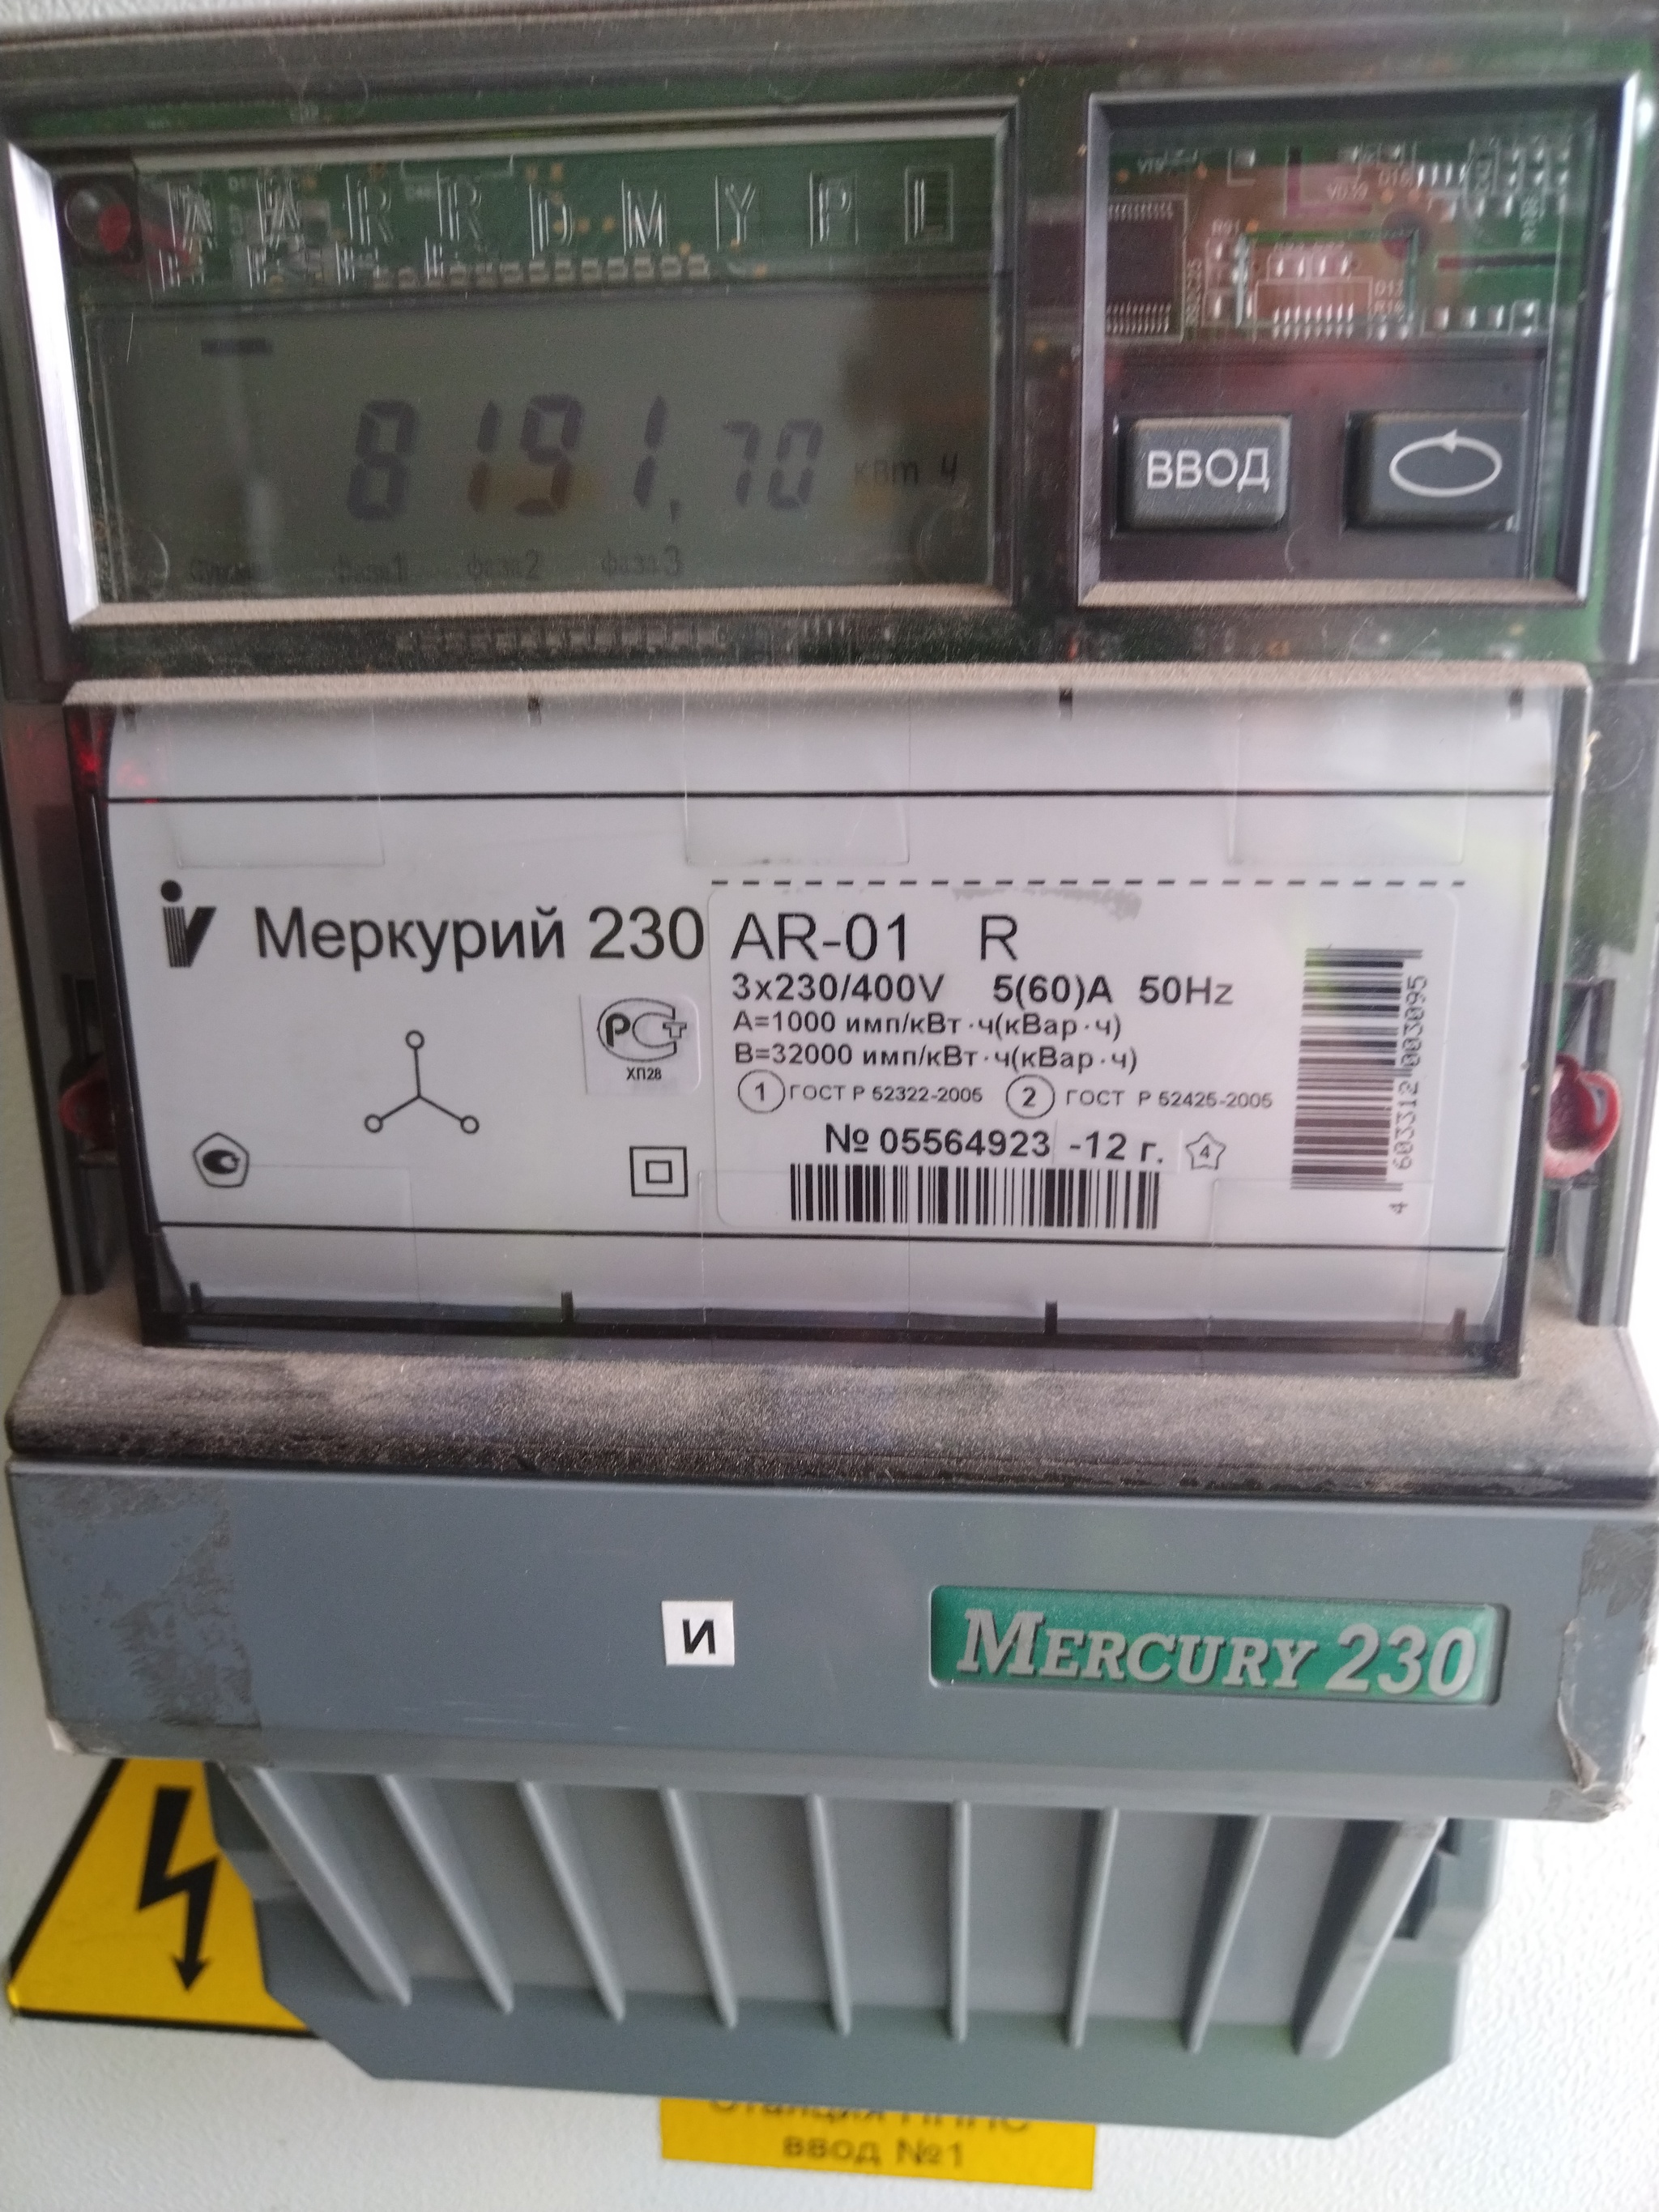 8191.70 кВт ч
Сумма фаза1 фаза2 фаза3
ВВОД
Меркурий 230 AR-01 R
3x230/400V 5(60)A 50Hz
A=1000 имп/кВт·ч(кВар·ч)
B=32000 имп/кВт·ч(кВар·ч)
РСТ
ХП28
1 ГОСТ Р 52322-2005 2 ГОСТ Р 52425-2005
№ 05564923 -12 г. 4
4 603312 003095
И
MERCURY 230
ввод №1